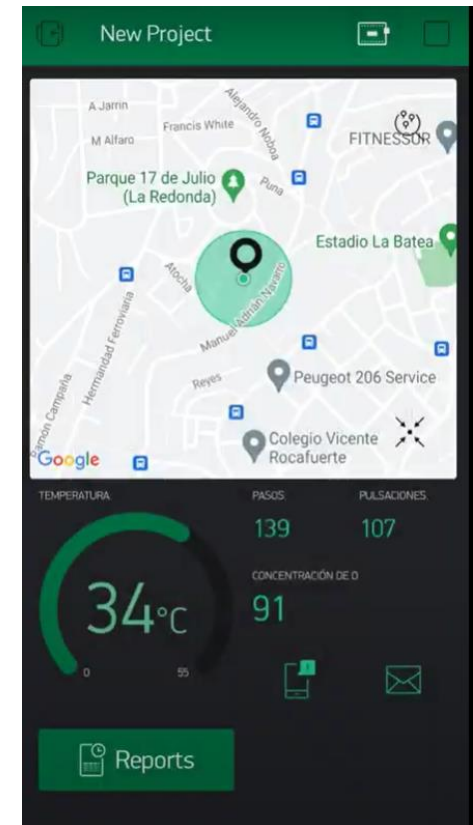 New Project
A Jarrin
Francis White
Alejandro Noboa
M Alfaro
FITNESSOR
Parque 17 de Julio
(La Redonda)
Puna
Estadio La Batea
Atocha
Hermandad Ferroviaria
Manuel Adrián Navarro
Reyes
Peugeot 206 Service
Ramón Campaña
Colegio Vicente
Rocafuerte
Google
TEMPERATURA
PASOS
PULSACIONES
139
107
CONCENTRACIÓN DE O
34°C
91
0
55
Reports